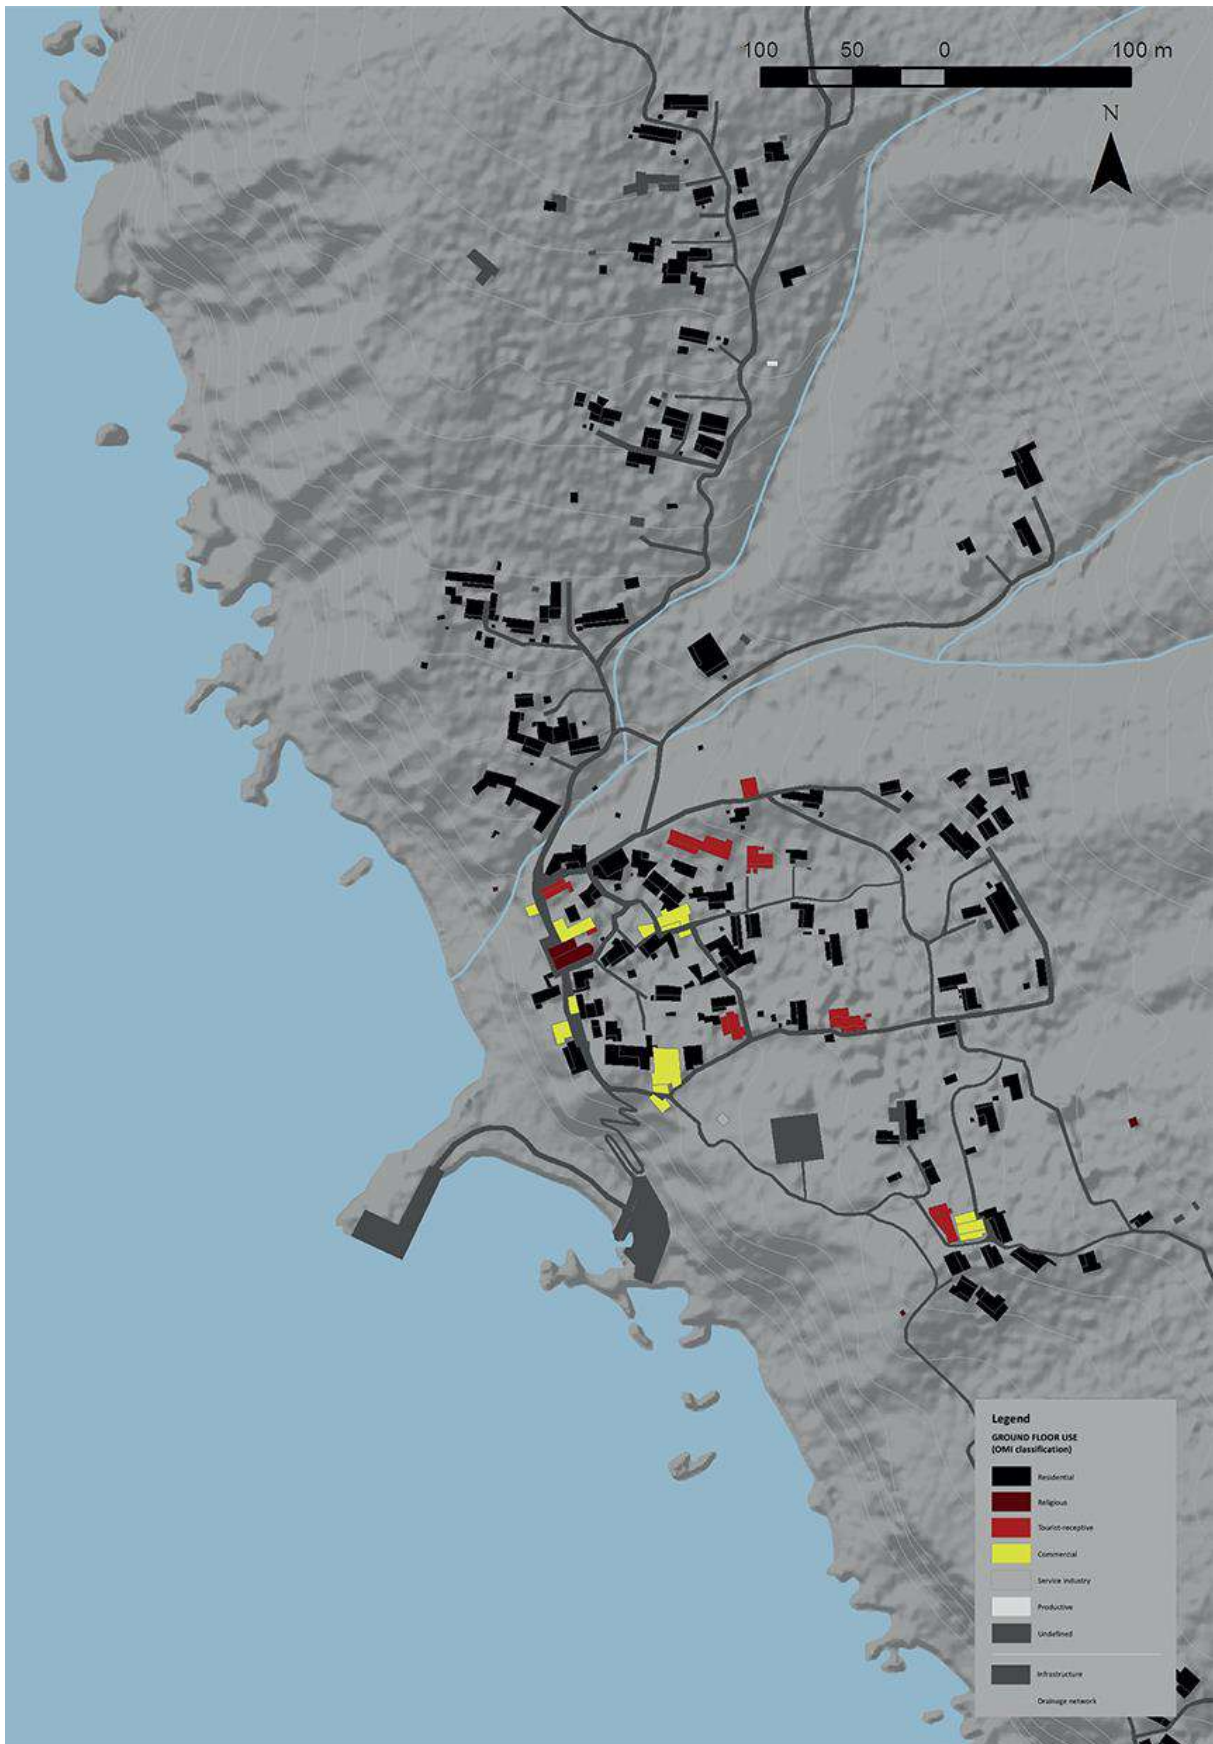 100 50 0 100 m
N
Legend
GROUND FLOOR USE
(OMI classification)
Residential
Religious
Tourist-receptive
Commercial
Service industry
Productive
Undefined
Infrastructure
Drainage network